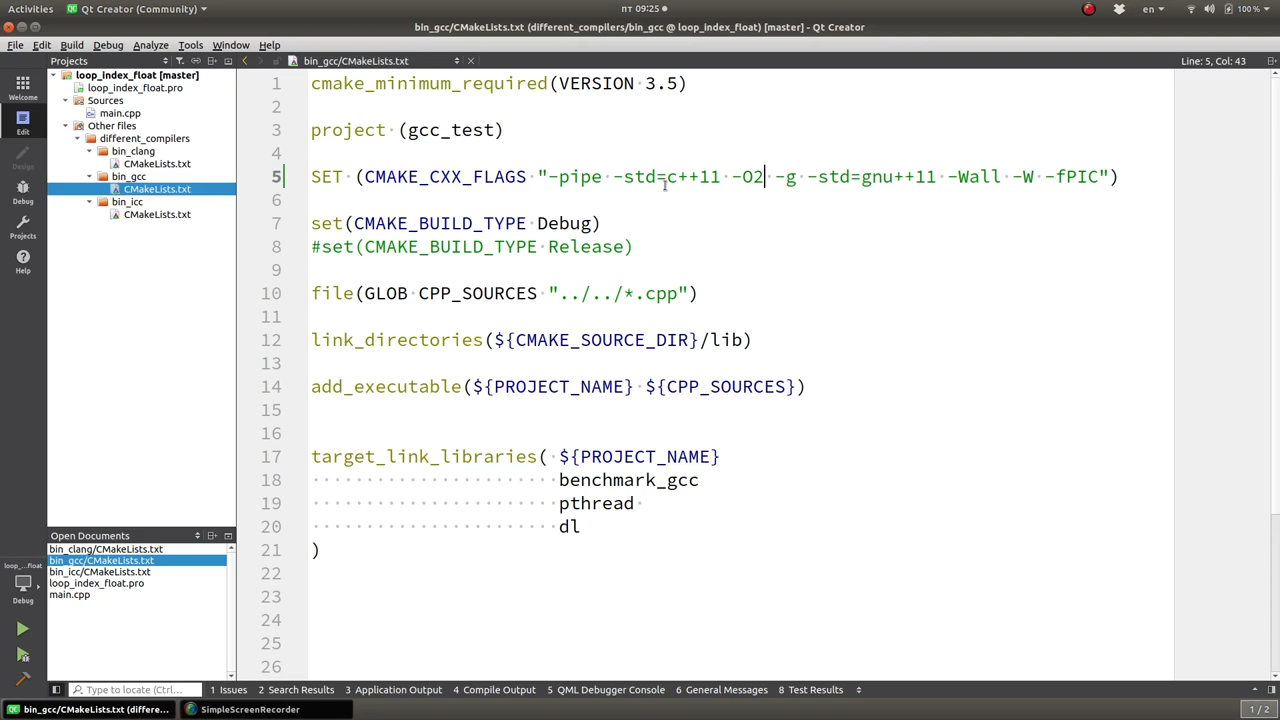 Activities
Qt Creator (Community)
пт 09:25
en
100 %
bin_gcc/CMakeLists.txt (different_compilers/bin_gcc @ loop_index_float) [master] - Qt Creator
File Edit Build Debug Analyze Tools Window Help
Projects
bin_gcc/CMakeLists.txt
Line: 5, Col: 43
Welcome
Edit
Design
Debug
Projects
Help
loop_index_float [master]
loop_index_float.pro
Sources
main.cpp
Other files
different_compilers
bin_clang
CMakeLists.txt
bin_gcc
CMakeLists.txt
bin_icc
CMakeLists.txt
1 cmake_minimum_required(VERSION 3.5)
2
3 project (gcc_test)
4
5 SET (CMAKE_CXX_FLAGS "-pipe -std=c++11 -O2 -g -std=gnu++11 -Wall -W -fPIC")
6
7 set(CMAKE_BUILD_TYPE Debug)
8 #set(CMAKE_BUILD_TYPE Release)
9
10 file(GLOB CPP_SOURCES "../../*.cpp")
11
12 link_directories(${CMAKE_SOURCE_DIR}/lib)
13
14 add_executable(${PROJECT_NAME} ${CPP_SOURCES})
15
16
17 target_link_libraries( ${PROJECT_NAME}
18 benchmark_gcc
19 pthread
20 dl
21 )
22
23
24
25
26
Open Documents
bin_clang/CMakeLists.txt
bin_gcc/CMakeLists.txt
bin_icc/CMakeLists.txt
loop_index_float.pro
main.cpp
loop_...float
Debug
Type to locate (Ctrl+...
1 Issues 2 Search Results 3 Application Output 4 Compile Output 5 QML Debugger Console 6 General Messages 8 Test Results
bin_gcc/CMakeLists.txt (differe...
SimpleScreenRecorder
1 / 2